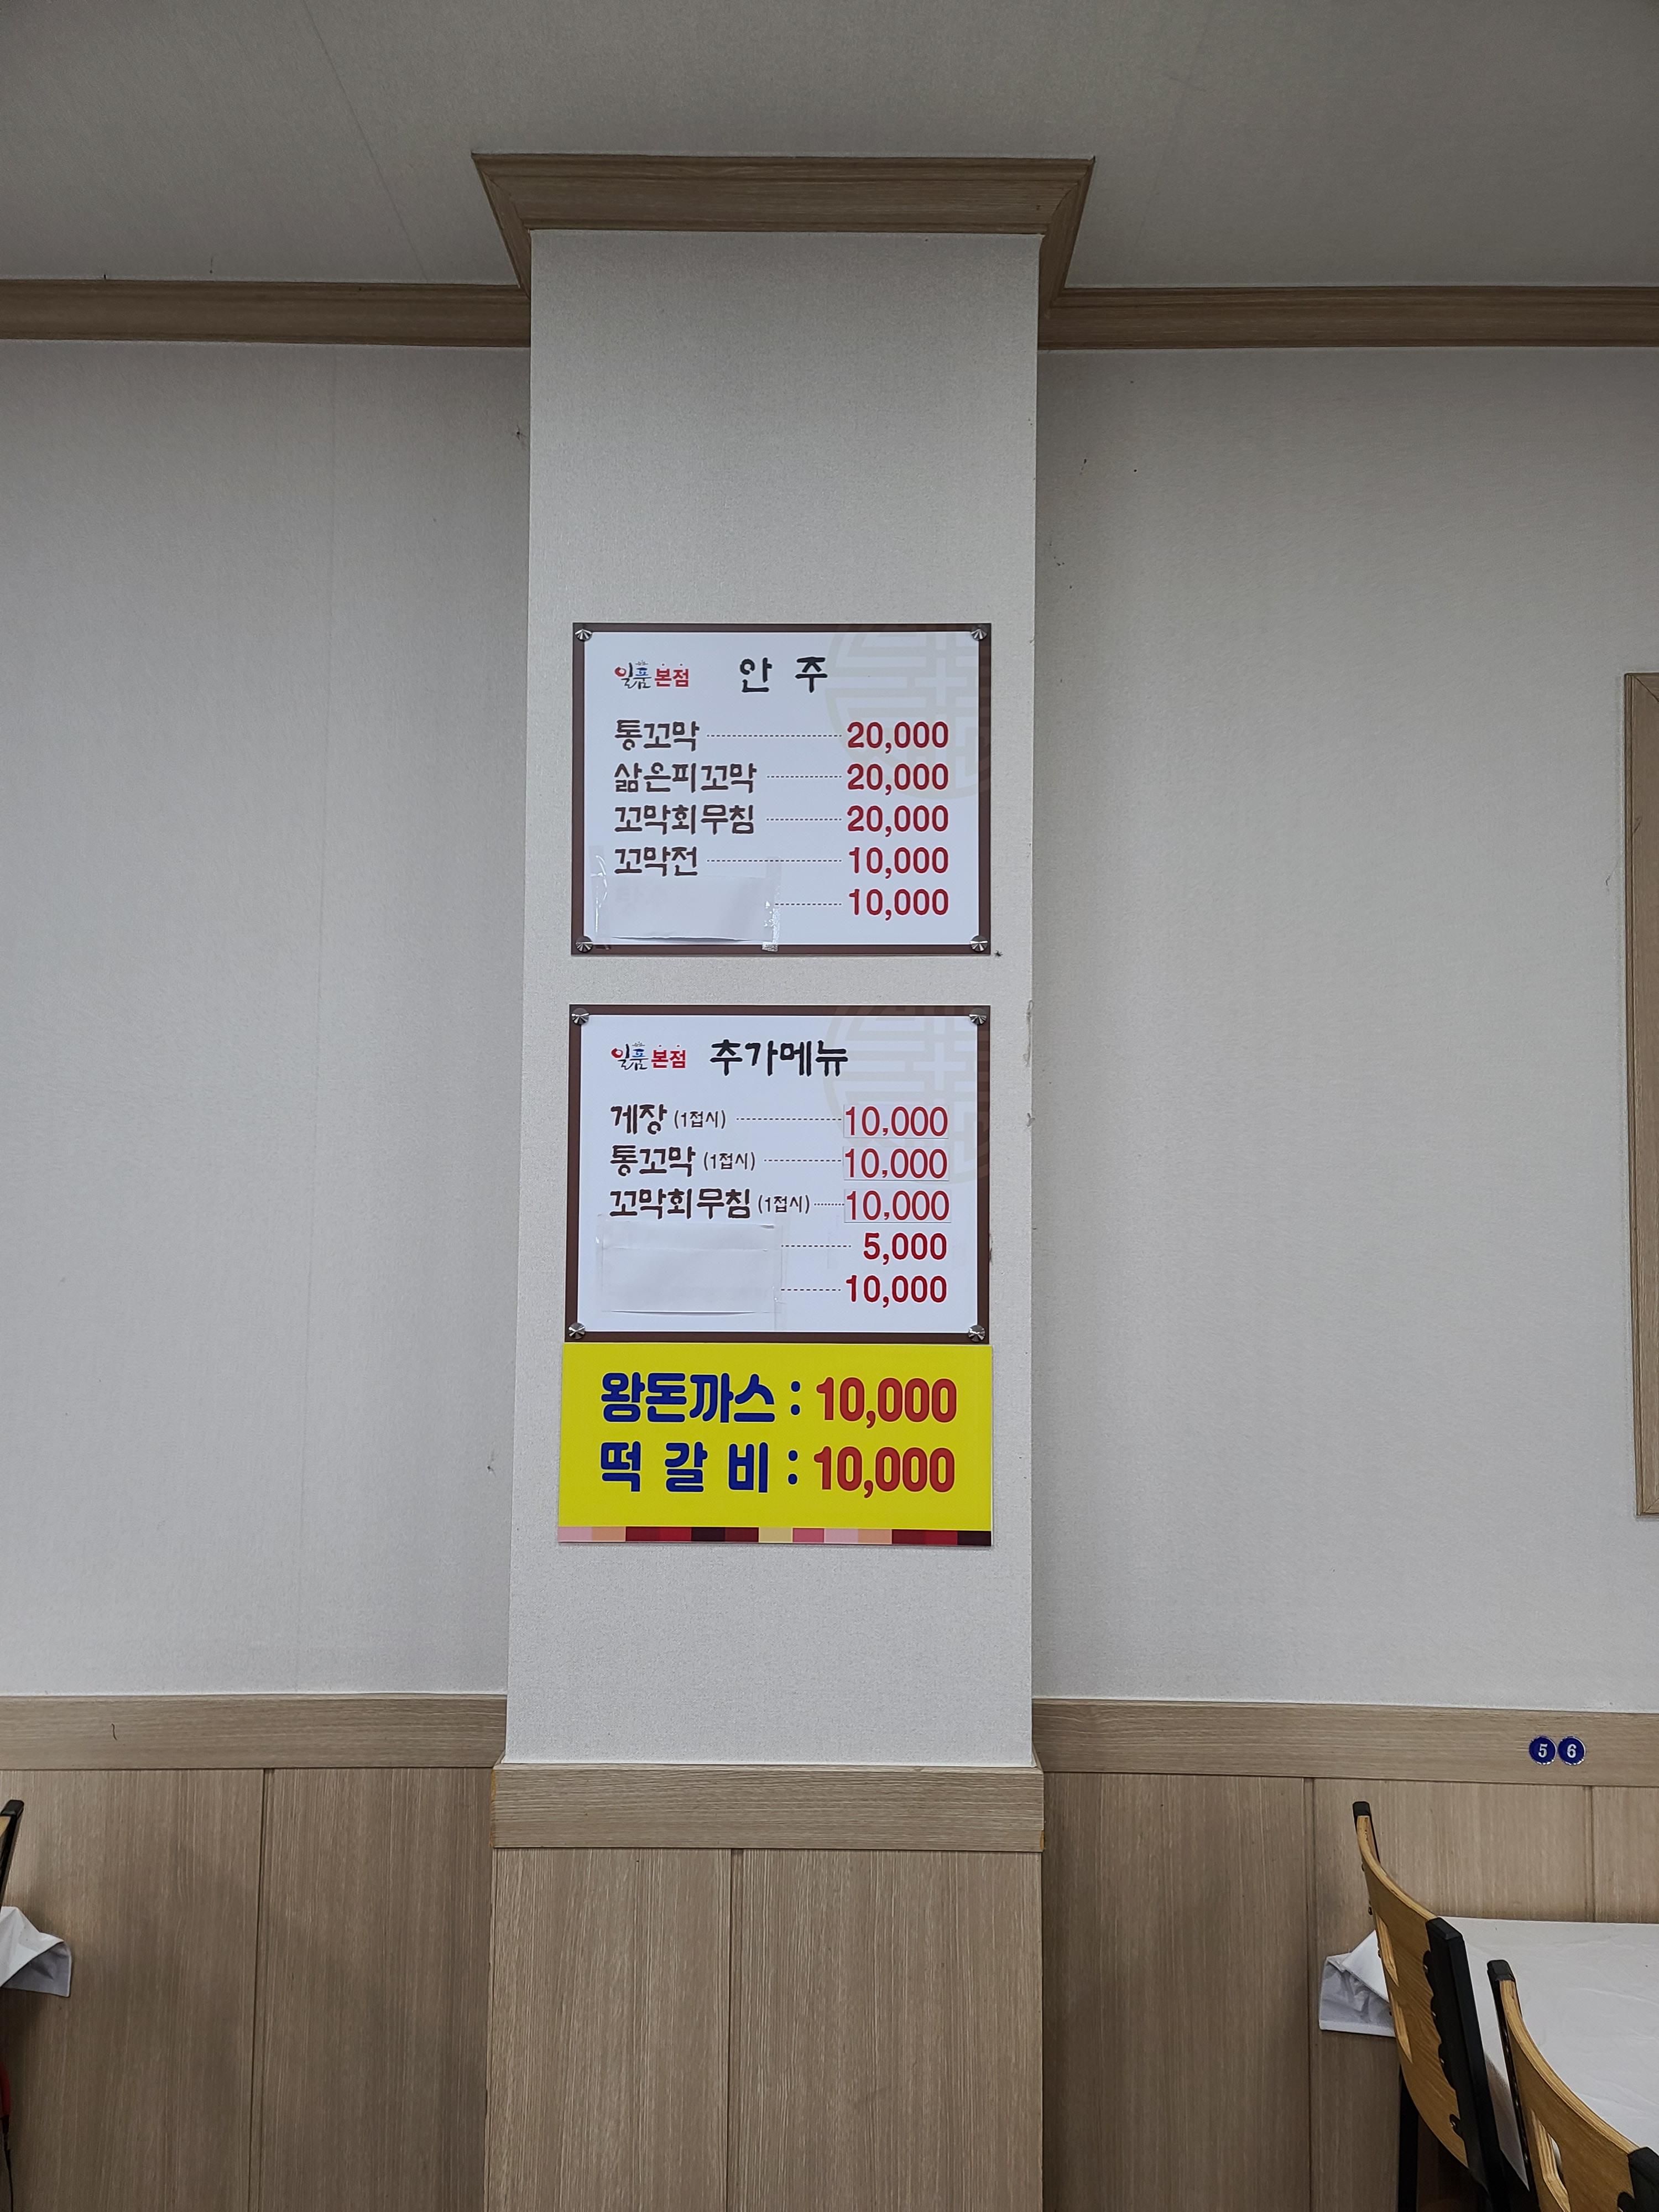 일품 본점 안 주
통꼬막 20,000
삶은피꼬막 20,000
꼬막회무침 20,000
꼬막전 10,000
10,000
일품 본점 추가메뉴
게장 (1접시) 10,000
통꼬막 (1접시) 10,000
꼬막회무침 (1접시) 10,000
5,000
10,000
왕돈까스 : 10,000
떡 갈 비 : 10,000
5 6